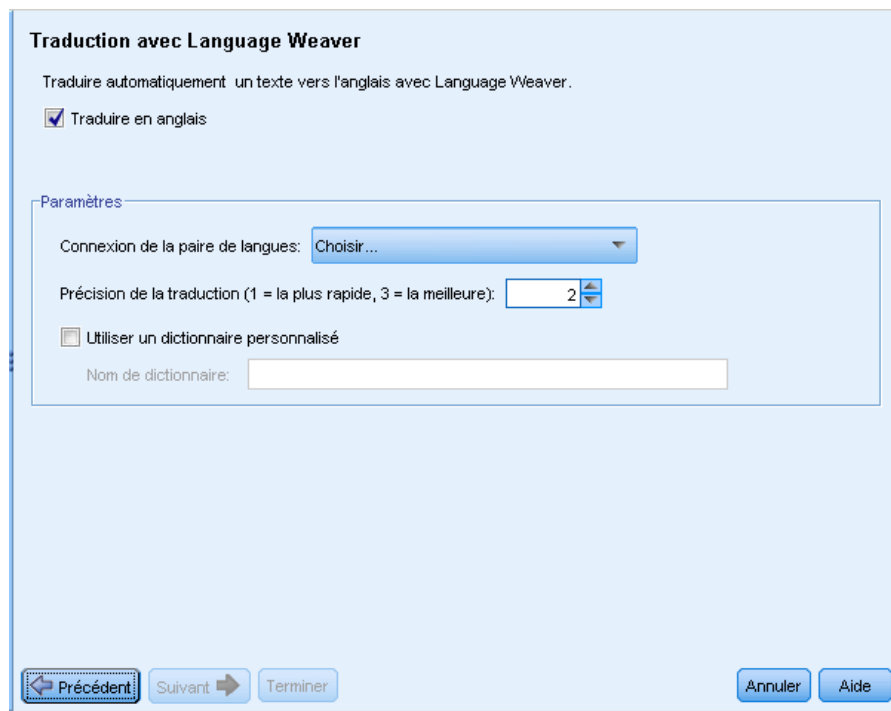 Traduction avec Language Weaver
Traduire automatiquement un texte vers l'anglais avec Language Weaver.
Traduire en anglais
Paramètres
Connexion de la paire de langues: Choisir...
Précision de la traduction (1 = la plus rapide, 3 = la meilleure): 2
Utiliser un dictionnaire personnalisé
Nom de dictionnaire:
Précédent Suivant Terminer Annuler Aide